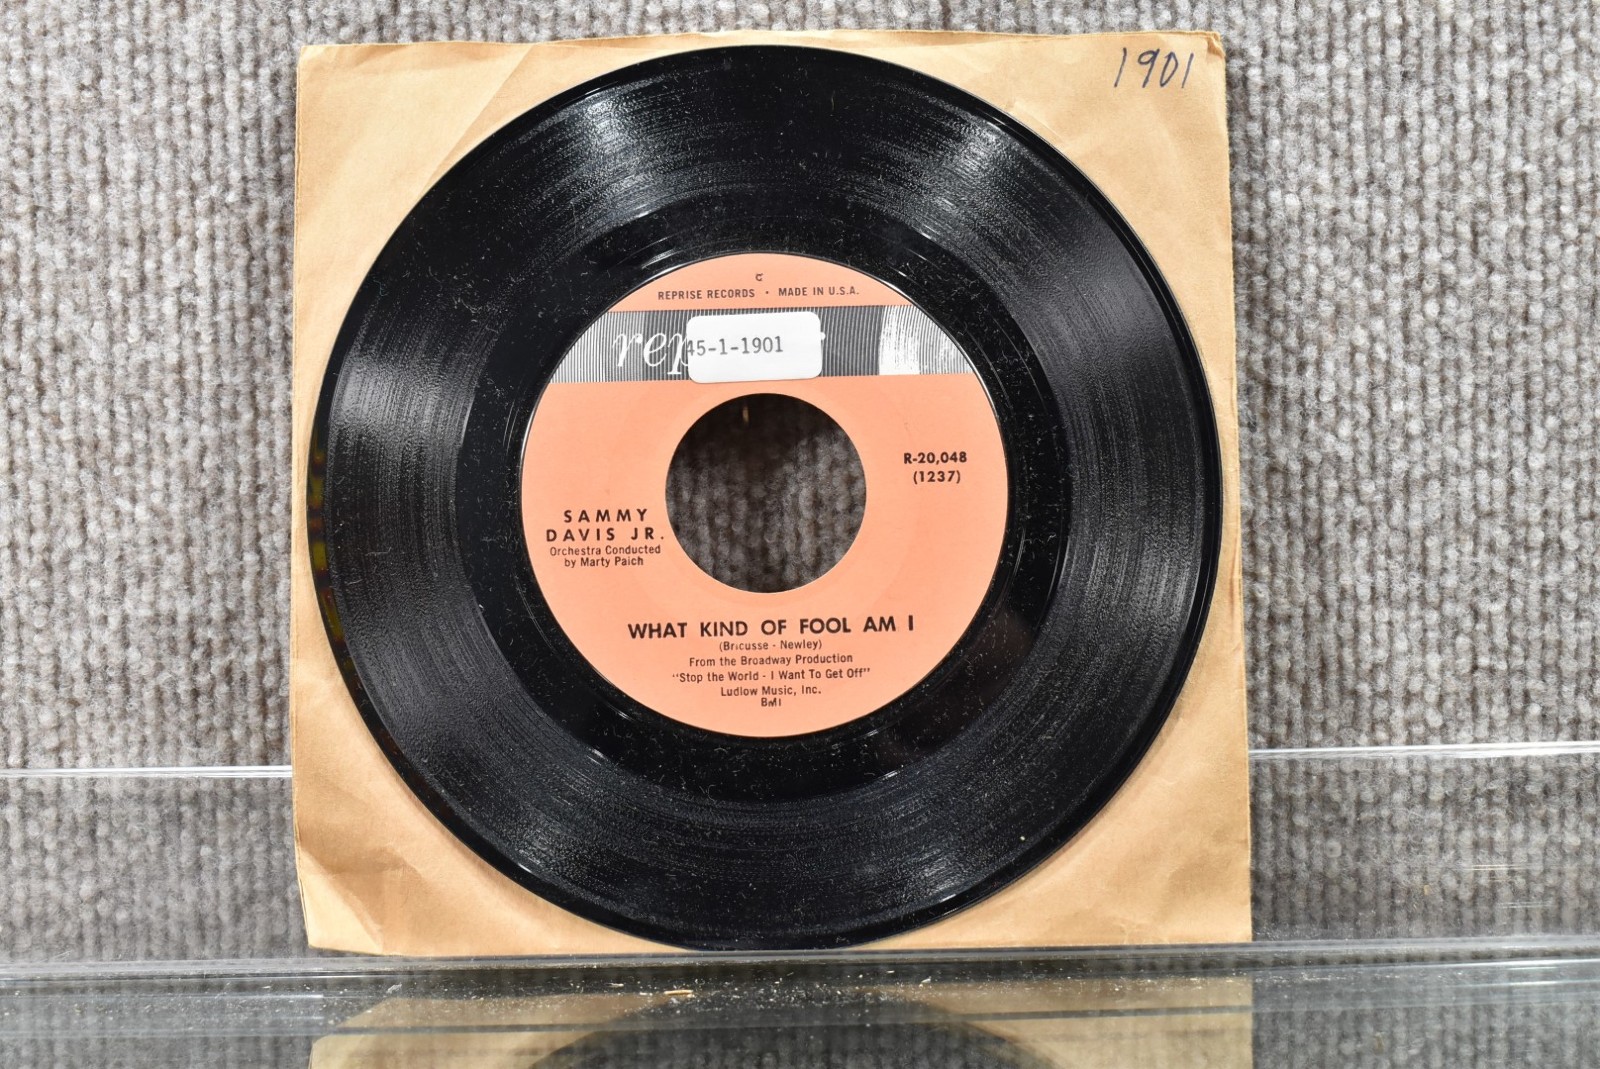 1901
REPRISE RECORDS • MADE IN U.S.A.
rep
45-1-1901
R-20,048
(1237)
SAMMY
DAVIS JR.
Orchestra Conducted
by Marty Paich
WHAT KIND OF FOOL AM I
(Bricusse - Newley)
From the Broadway Production
"Stop the World - I Want To Get Off"
Ludlow Music, Inc.
BMI